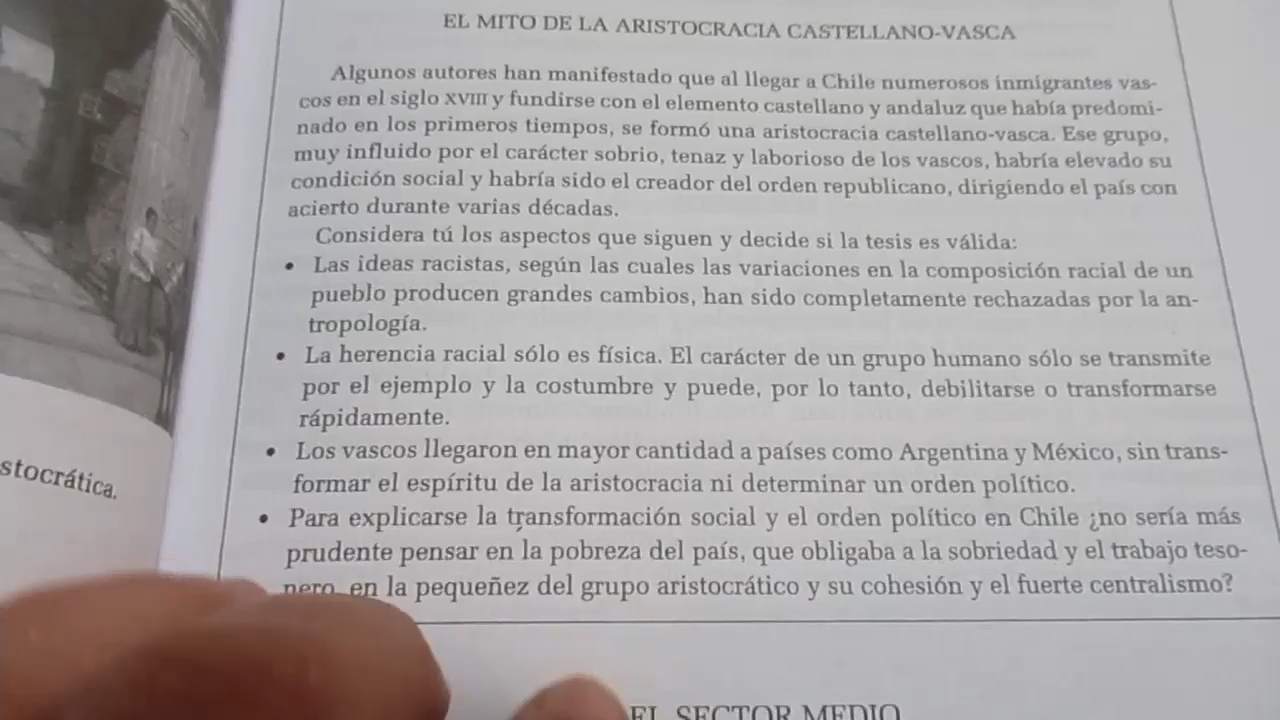 EL MITO DE LA ARISTOCRACIA CASTELLANO-VASCA
Algunos autores han manifestado que al llegar a Chile numerosos inmigrantes vas-
cos en el siglo XVIII y fundirse con el elemento castellano y andaluz que había predomi-
nado en los primeros tiempos, se formó una aristocracia castellano-vasca. Ese grupo,
muy influido por el carácter sobrio, tenaz y laborioso de los vascos, habría elevado su
condición social y habría sido el creador del orden republicano, dirigiendo el país con
acierto durante varias décadas.
Considera tú los aspectos que siguen y decide si la tesis es válida:
• Las ideas racistas, según las cuales las variaciones en la composición racial de un
pueblo producen grandes cambios, han sido completamente rechazadas por la an-
tropología.
• La herencia racial sólo es física. El carácter de un grupo humano sólo se transmite
por el ejemplo y la costumbre y puede, por lo tanto, debilitarse o transformarse
rápidamente.
• Los vascos llegaron en mayor cantidad a países como Argentina y México, sin trans-
formar el espíritu de la aristocracia ni determinar un orden político.
• Para explicarse la transformación social y el orden político en Chile ¿no sería más
prudente pensar en la pobreza del país, que obligaba a la sobriedad y el trabajo teso-
nero, en la pequeñez del grupo aristocrático y su cohesión y el fuerte centralismo?
stocrática.
EL SECTOR MEDIO